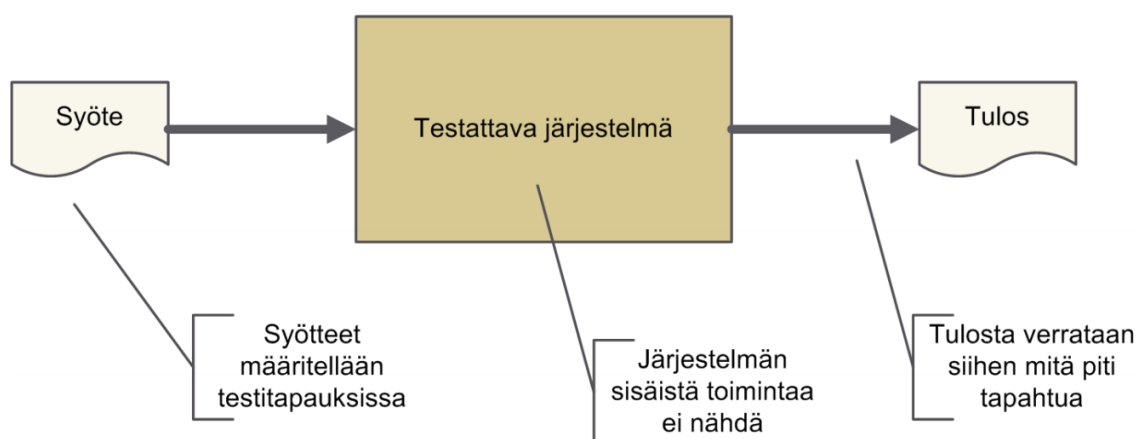 Syöte
Testattava järjestelmä
Tulos
Syötteet
määritellään
testitapauksissa
Järjestelmän
sisäistä toimintaa
ei nähdä
Tulosta verrataan
siihen mitä piti
tapahtua